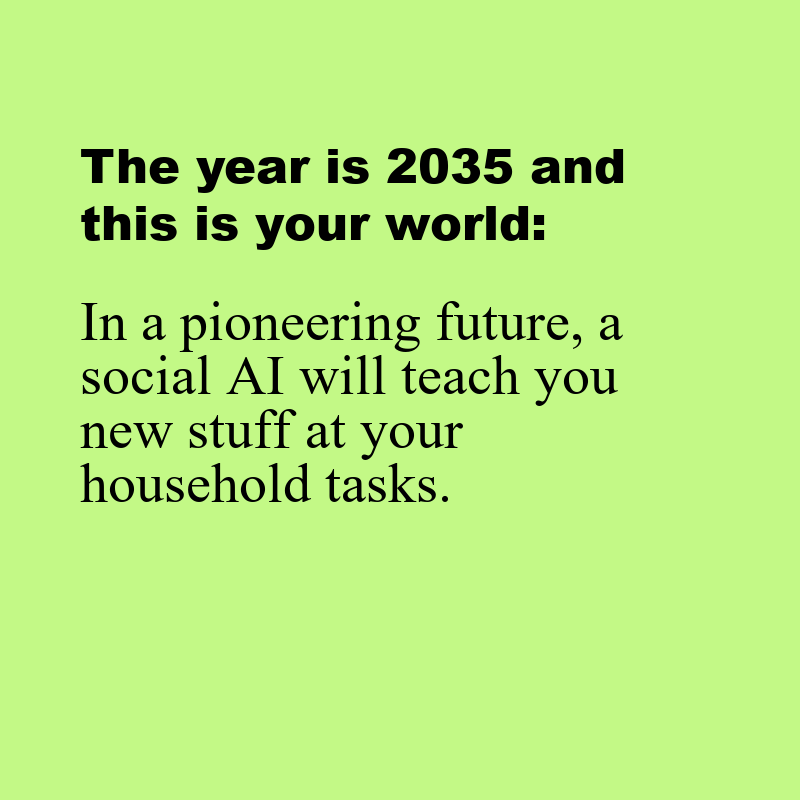 The year is 2035 and
this is your world:
In a pioneering future, a
social AI will teach you
new stuff at your
household tasks.